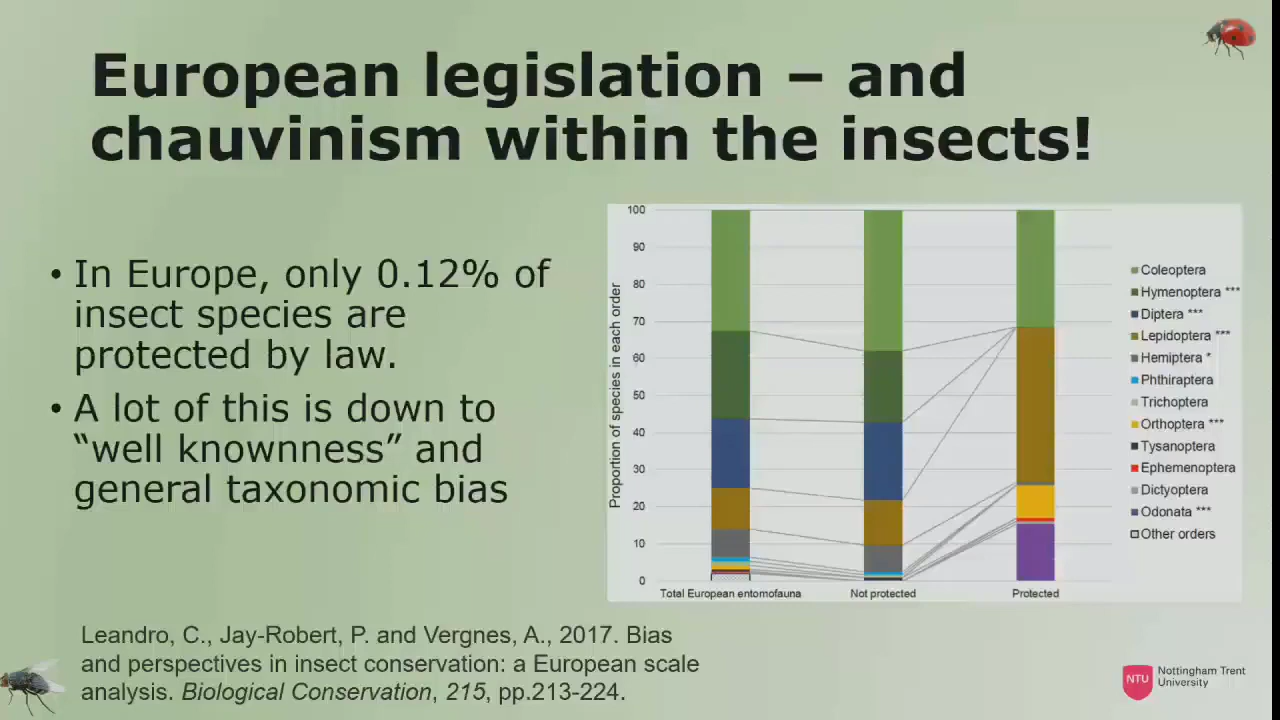 European legislation – and
chauvinism within the insects!
• In Europe, only 0.12% of
insect species are
protected by law.
• A lot of this is down to
“well knownness” and
general taxonomic bias
Proportion of species in each order
100
90
80
70
60
50
40
30
20
10
0
Total European entomofauna
Not protected
Protected
Coleoptera
Hymenoptera ***
Diptera ***
Lepidoptera ***
Hemiptera *
Phthiraptera
Trichoptera
Orthoptera ***
Tysanoptera
Ephemenoptera
Dictyoptera
Odonata ***
Other orders
Leandro, C., Jay-Robert, P. and Vergnes, A., 2017. Bias
and perspectives in insect conservation: a European scale
analysis. Biological Conservation, 215, pp.213-224.
NTU
Nottingham Trent
University